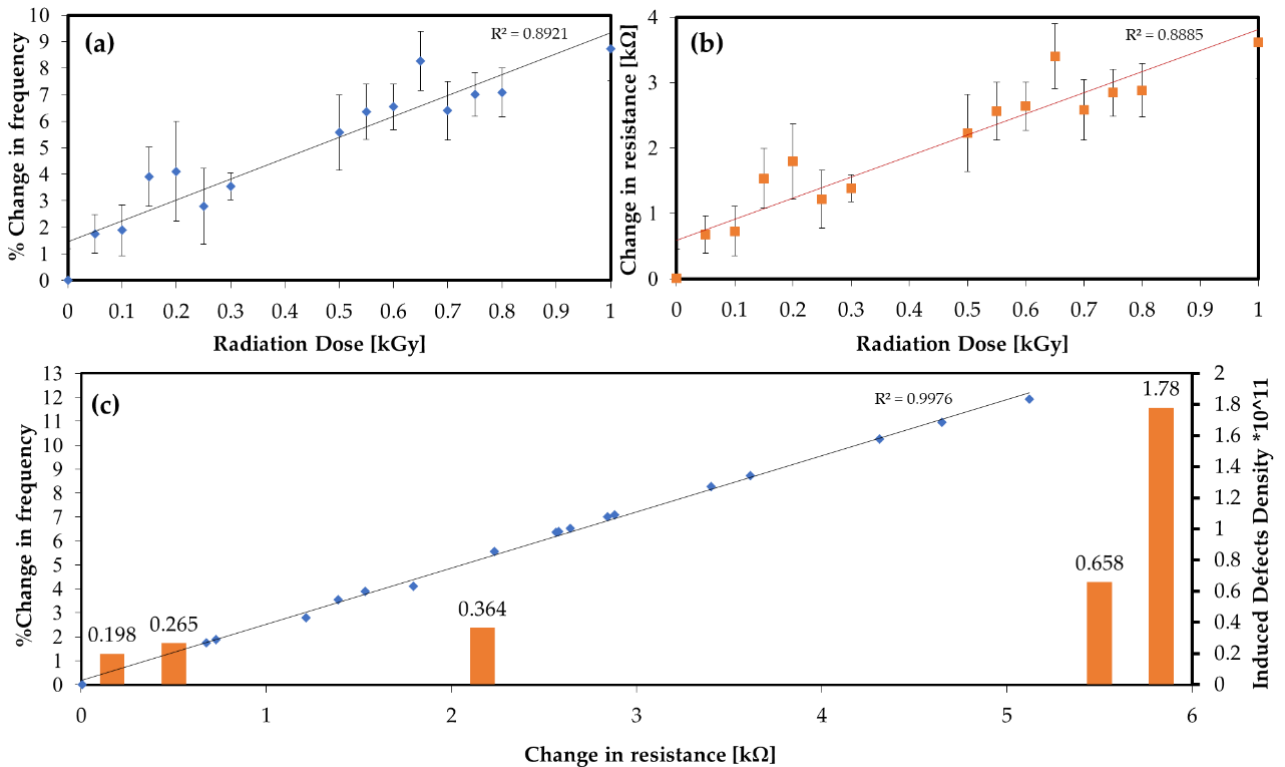 (a)
R² = 0.8921
% Change in frequency
10
9
8
7
6
5
4
3
2
1
0
0 0.1 0.2 0.3 0.4 0.5 0.6 0.7 0.8 0.9 1
Radiation Dose [kGy]
(b)
R² = 0.8885
Change in resistance [kΩ]
4
3
2
1
0
0 0.1 0.2 0.3 0.4 0.5 0.6 0.7 0.8 0.9 1
Radiation Dose [kGy]
(c)
R² = 0.9976
%Change in frequency
13
12
11
10
9
8
7
6
5
4
3
2
1
0
0.198
0.265
0.364
0.658
1.78
2
1.8
1.6
1.4
1.2
1
0.8
0.6
0.4
0.2
0
Induced Defects Density *10^11
0 1 2 3 4 5 6
Change in resistance [kΩ]